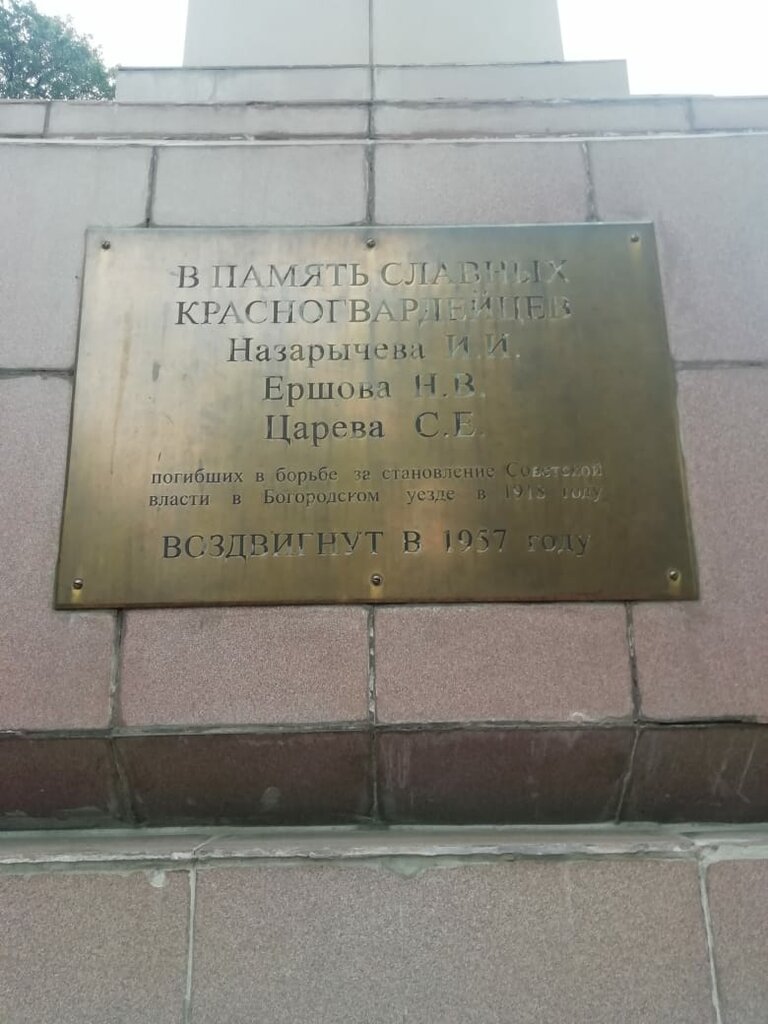 В ПАМЯТЬ СЛАВНЫХ
КРАСНОГВАРДЕЙЦЕВ
Назарычева И.И.
Ершова Н.В.
Царева С.Е.
погибших в борьбе за становление Советской
власти в Богородском уезде в 1918 году
ВОЗДВИГНУТ В 1957 году